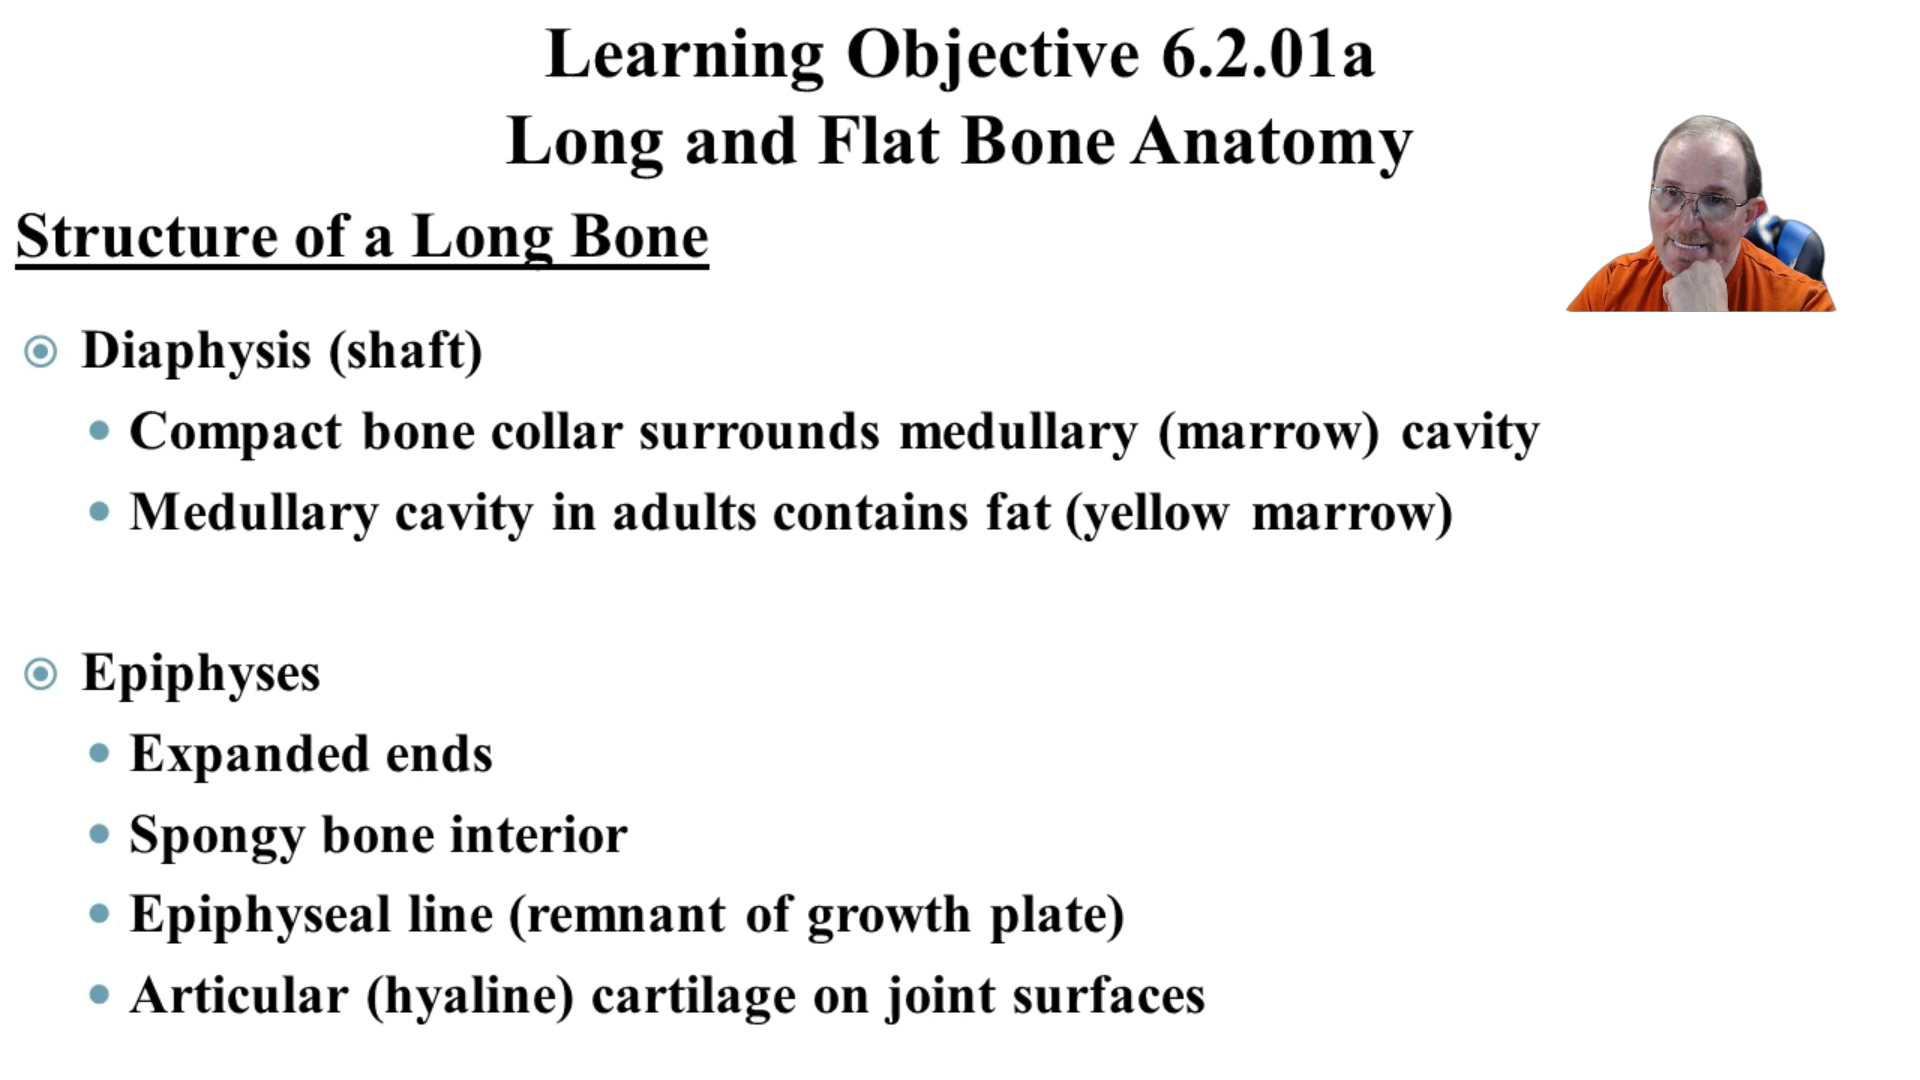 Learning Objective 6.2.01a
Long and Flat Bone Anatomy
Structure of a Long Bone
Diaphysis (shaft)
Compact bone collar surrounds medullary (marrow) cavity
Medullary cavity in adults contains fat (yellow marrow)
Epiphyses
Expanded ends
Spongy bone interior
Epiphyseal line (remnant of growth plate)
Articular (hyaline) cartilage on joint surfaces